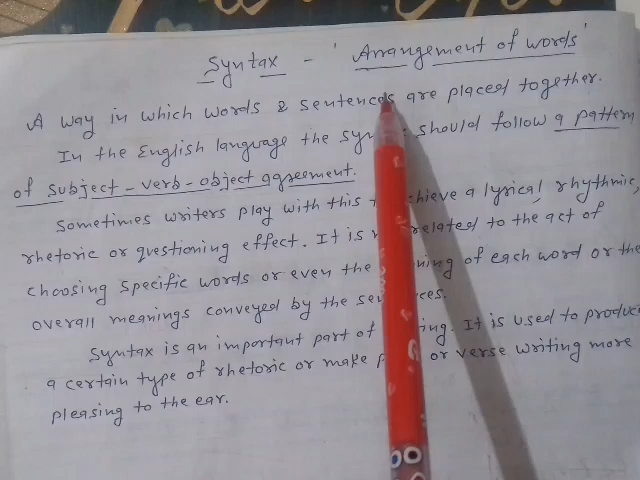 Syntax - 'Arrangement of words'
A way in which words & sentences are placed together.
In the English language the syn should follow a pattern
of subject-verb-object agreement.
Sometimes writers play with this chieve a lyrical, rhythmic,
rhetoric or questioning effect. It is related to the act of
choosing specific words or even the ning of each word or the
overall meanings conveyed by the sen ces.
Syntax is an important part of ing. It is used to produce
a certain type of rhetoric or make p or verse writing more
pleasing to the ear.